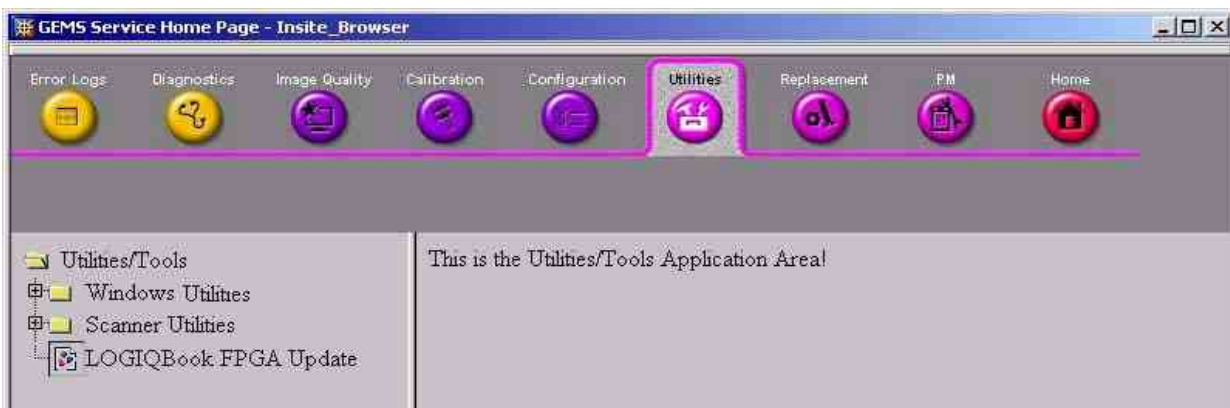 GEMS Service Home Page - Insite_Browser
Error Logs Diagnostics Image Quality Calibration Configuration Utilities Replacement PM Home
Utilities/Tools
Windows Utilities
Scanner Utilities
LOGIQBook FPGA Update
This is the Utilities/Tools Application Area!